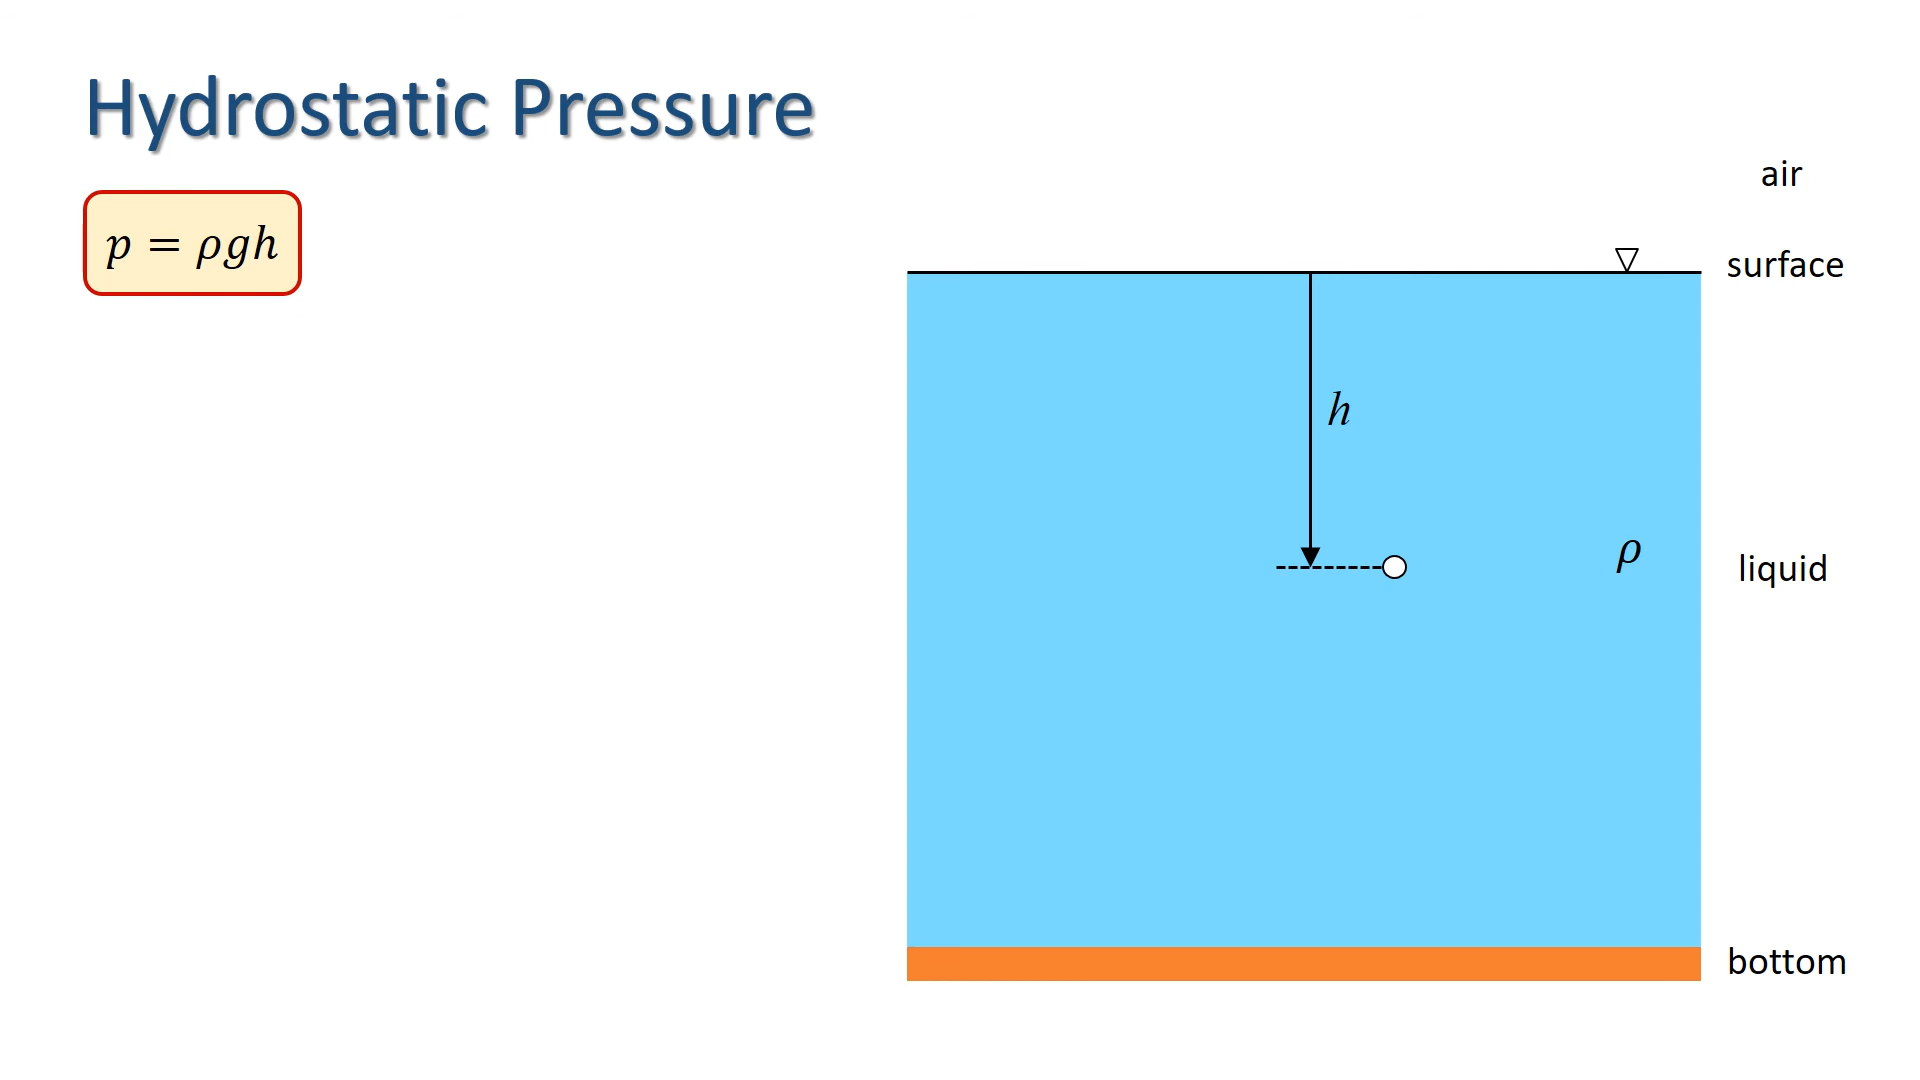 Hydrostatic Pressure
p = ρgh
air
surface
h
ρ
liquid
bottom